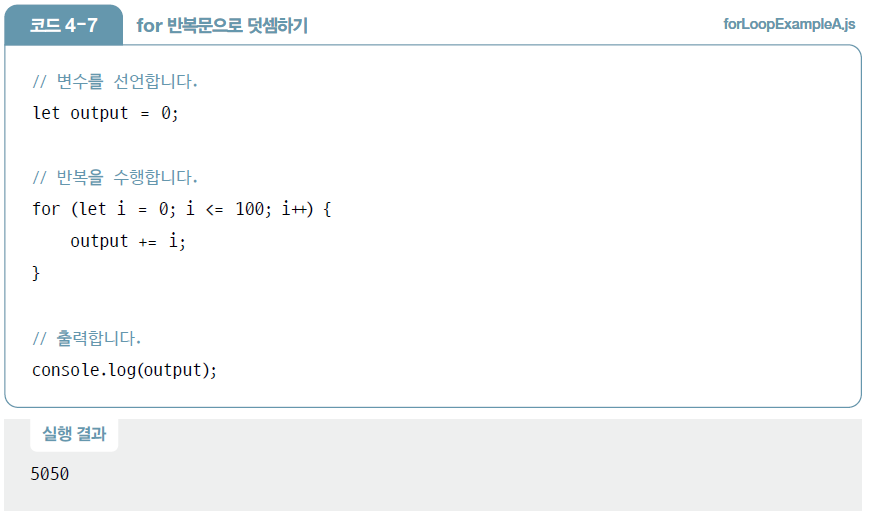 코드 4-7 for 반복문으로 덧셈하기 forLoopExampleA.js
// 변수를 선언합니다.
let output = 0;
// 반복을 수행합니다.
for (let i = 0; i <= 100; i++) {
    output += i;
}
// 출력합니다.
console.log(output);
실행 결과
5050